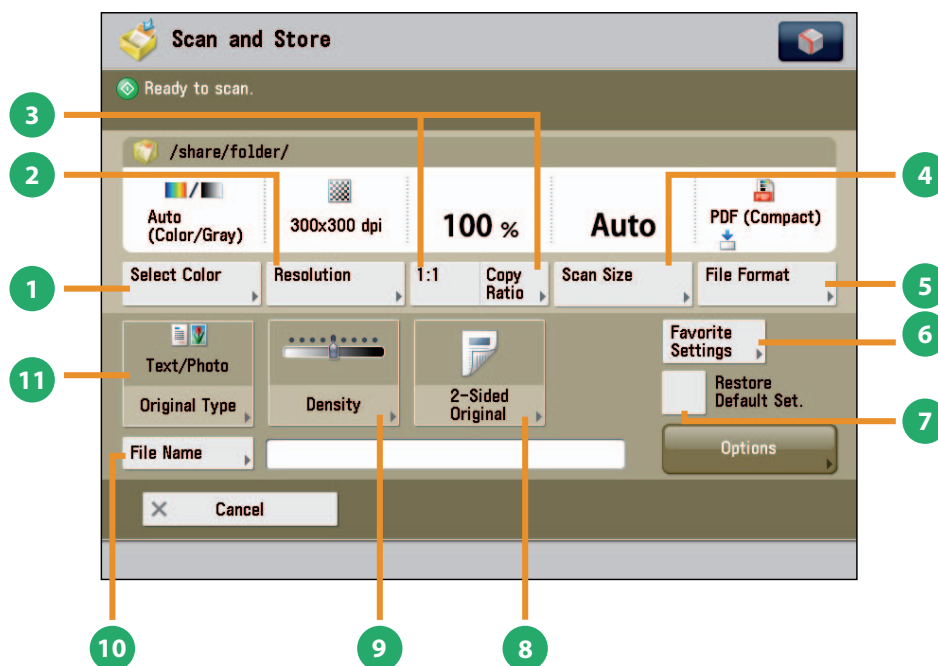 Scan and Store
Ready to scan.
3
/share/folder/
2
4
Auto
(Color/Gray)
300x300 dpi
100 %
Auto
PDF (Compact)
1
Select Color
Resolution
1:1
Copy
Ratio
Scan Size
File Format
5
11
Text/Photo
Original Type
Density
2-Sided
Original
Favorite
Settings
6
Restore
Default Set.
7
File Name
Options
Cancel
10
9
8